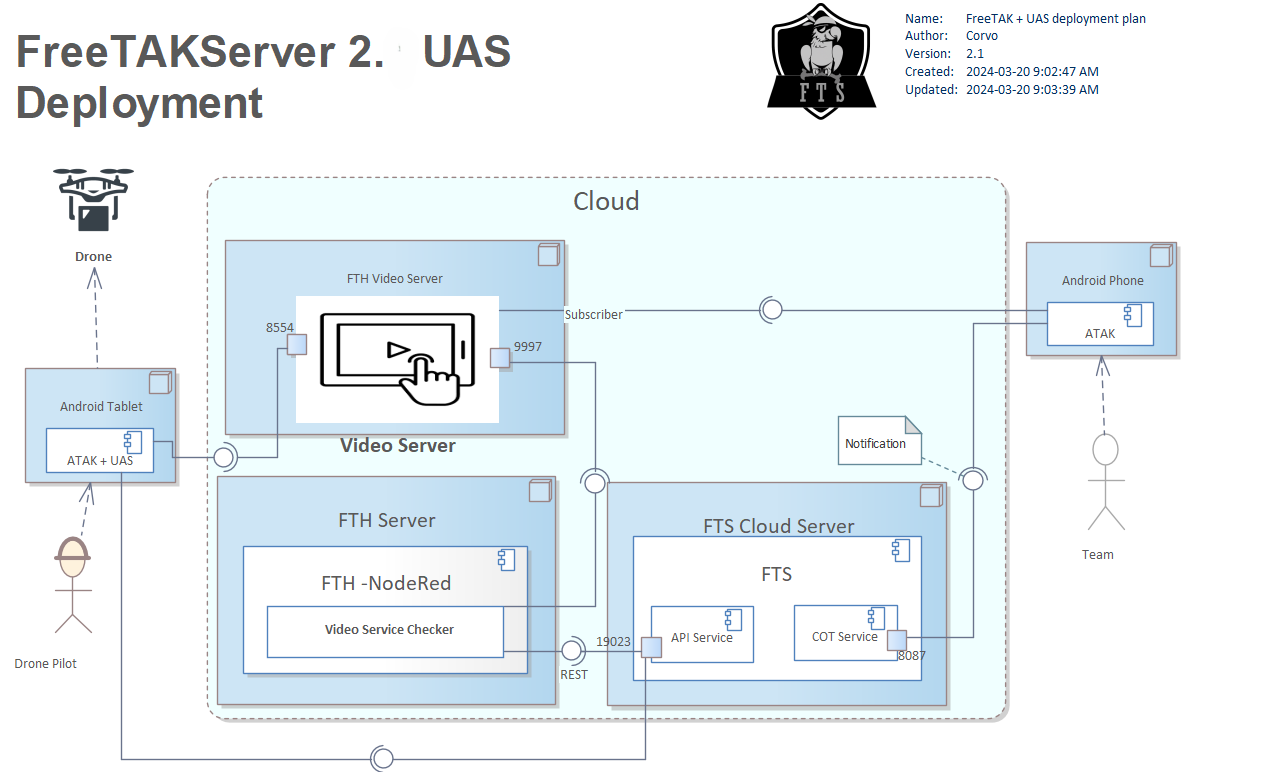 FreeTAKServer 2. UAS
Deployment
FTS
Name: FreeTAK + UAS deployment plan
Author: Corvo
Version: 2.1
Created: 2024-03-20 9:02:47 AM
Updated: 2024-03-20 9:03:39 AM
Drone
Cloud
FTH Video Server
Subscriber
8554
9997
Video Server
Android Phone
ATAK
Android Tablet
ATAK + UAS
Notification
FTH Server
FTH -NodeRed
Video Service Checker
FTS Cloud Server
FTS
19023
API Service
COT Service
8087
REST
Drone Pilot
Team